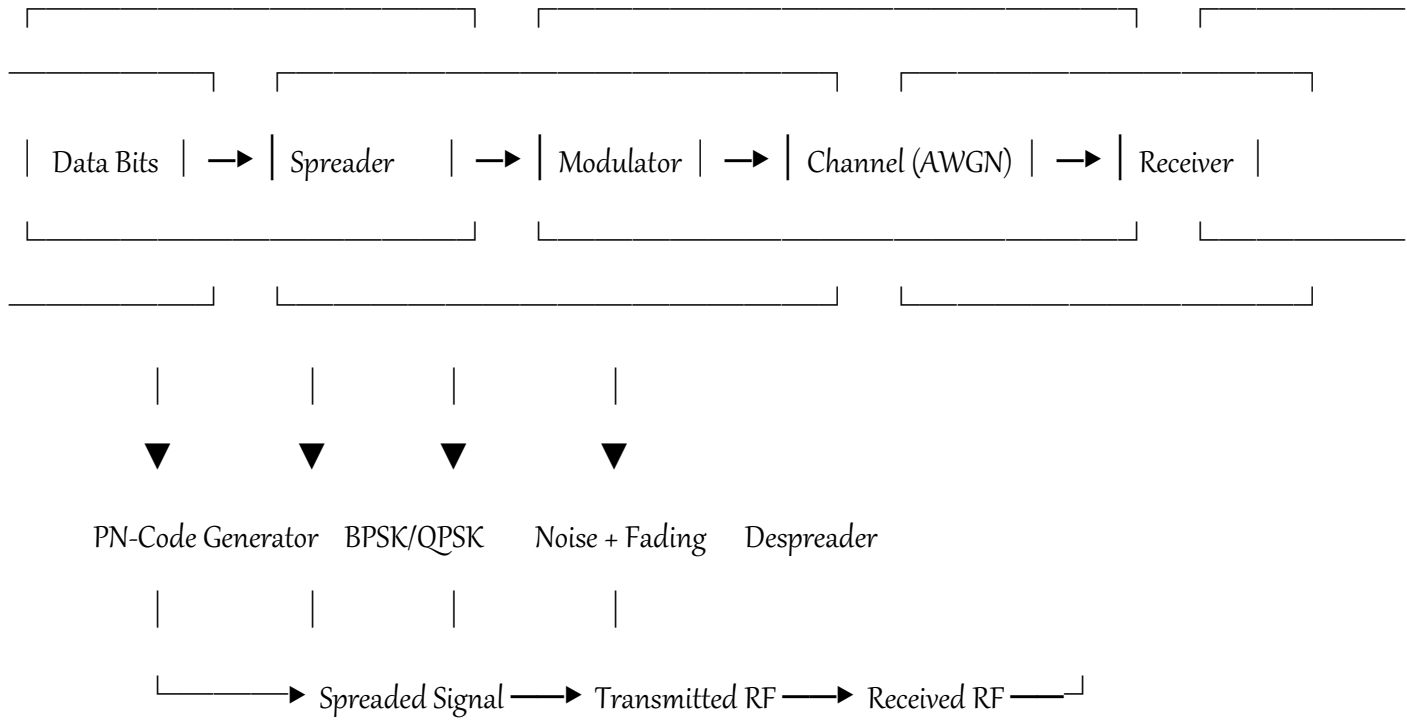 Data Bits Spreader Modulator Channel (AWGN) Receiver
PN-Code Generator BPSK/QPSK Noise + Fading Despreader
Spreaded Signal Transmitted RF Received RF